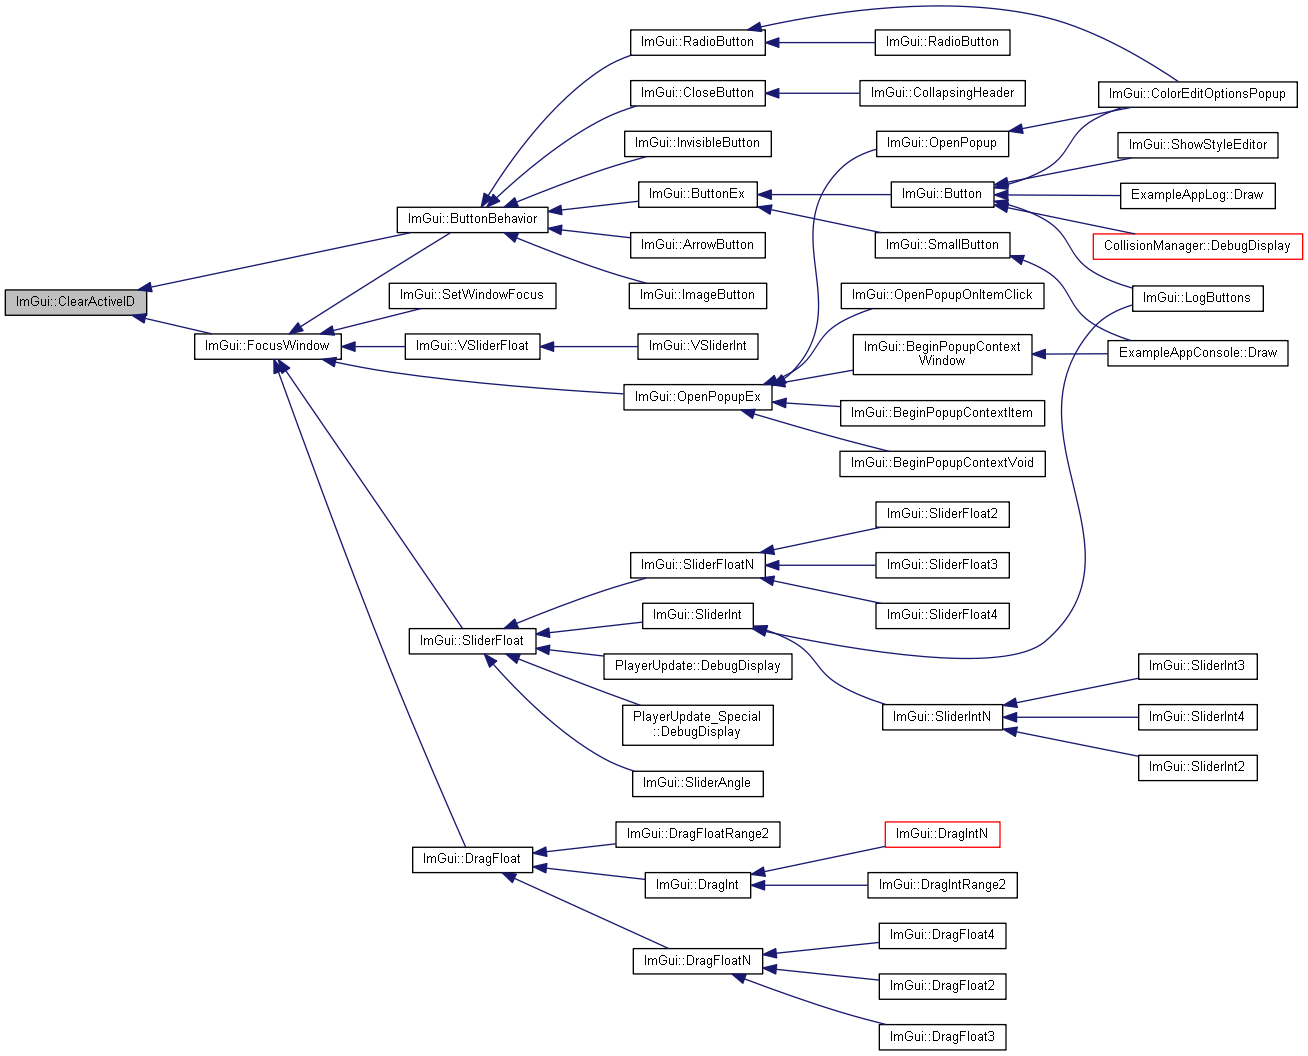 ImGui::RadioButton
ImGui::RadioButton
ImGui::CloseButton
ImGui::CollapsingHeader
ImGui::ColorEditOptionsPopup
ImGui::InvisibleButton
ImGui::OpenPopup
ImGui::ShowStyleEditor
ImGui::ButtonEx
ImGui::Button
ExampleAppLog::Draw
ImGui::ButtonBehavior
ImGui::ArrowButton
ImGui::SmallButton
CollisionManager::DebugDisplay
ImGui::ClearActiveID
ImGui::SetWindowFocus
ImGui::ImageButton
ImGui::OpenPopupOnItemClick
ImGui::LogButtons
ImGui::FocusWindow
ImGui::VSliderFloat
ImGui::VSliderInt
ImGui::BeginPopupContext
Window
ExampleAppConsole::Draw
ImGui::OpenPopupEx
ImGui::BeginPopupContextItem
ImGui::BeginPopupContextVoid
ImGui::SliderFloat2
ImGui::SliderFloatN
ImGui::SliderFloat3
ImGui::SliderInt
ImGui::SliderFloat4
ImGui::SliderFloat
PlayerUpdate::DebugDisplay
ImGui::SliderInt3
PlayerUpdate_Special
::DebugDisplay
ImGui::SliderIntN
ImGui::SliderInt4
ImGui::SliderInt2
ImGui::SliderAngle
ImGui::DragFloatRange2
ImGui::DragIntN
ImGui::DragFloat
ImGui::DragInt
ImGui::DragIntRange2
ImGui::DragFloat4
ImGui::DragFloatN
ImGui::DragFloat2
ImGui::DragFloat3